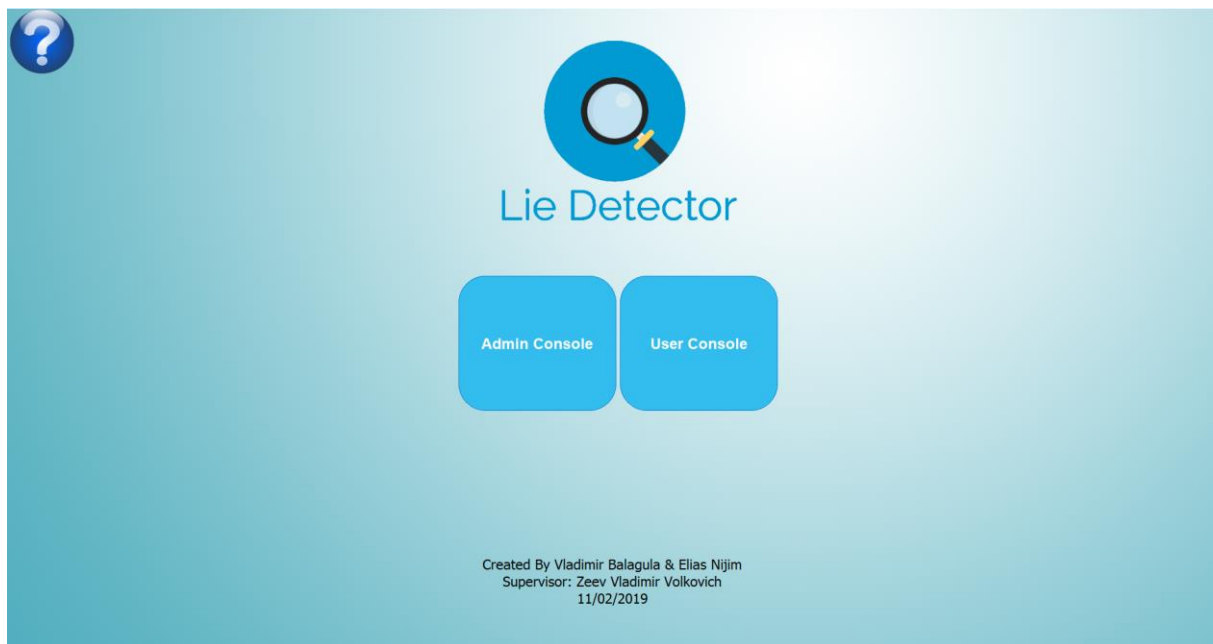 ?
Lie Detector
Admin Console
User Console
Created By Vladimir Balagula & Elias Nijim
Supervisor: Zeev Vladimir Volkovich
11/02/2019